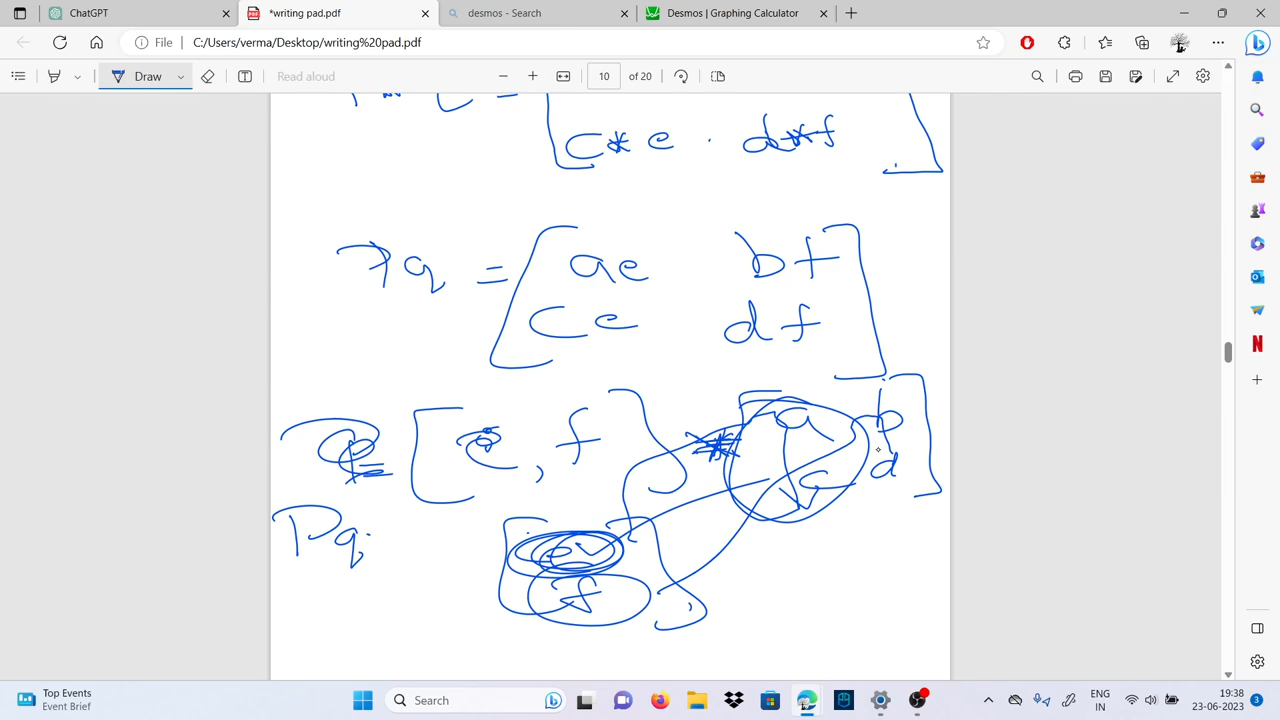 ChatGPT
*writing pad.pdf
desmos - Search
Desmos | Graphing Calculator
File
C:/Users/verma/Desktop/writing%20pad.pdf
Draw
Read aloud
10
of 20
c * e . d * f
Pq = [ ae bf
ce df ]
[ e , f ] * [ a b
c d ]
Pq
[ e
f ]
Top Events
Event Brief
Search
ENG
IN
19:38
23-06-2023
3